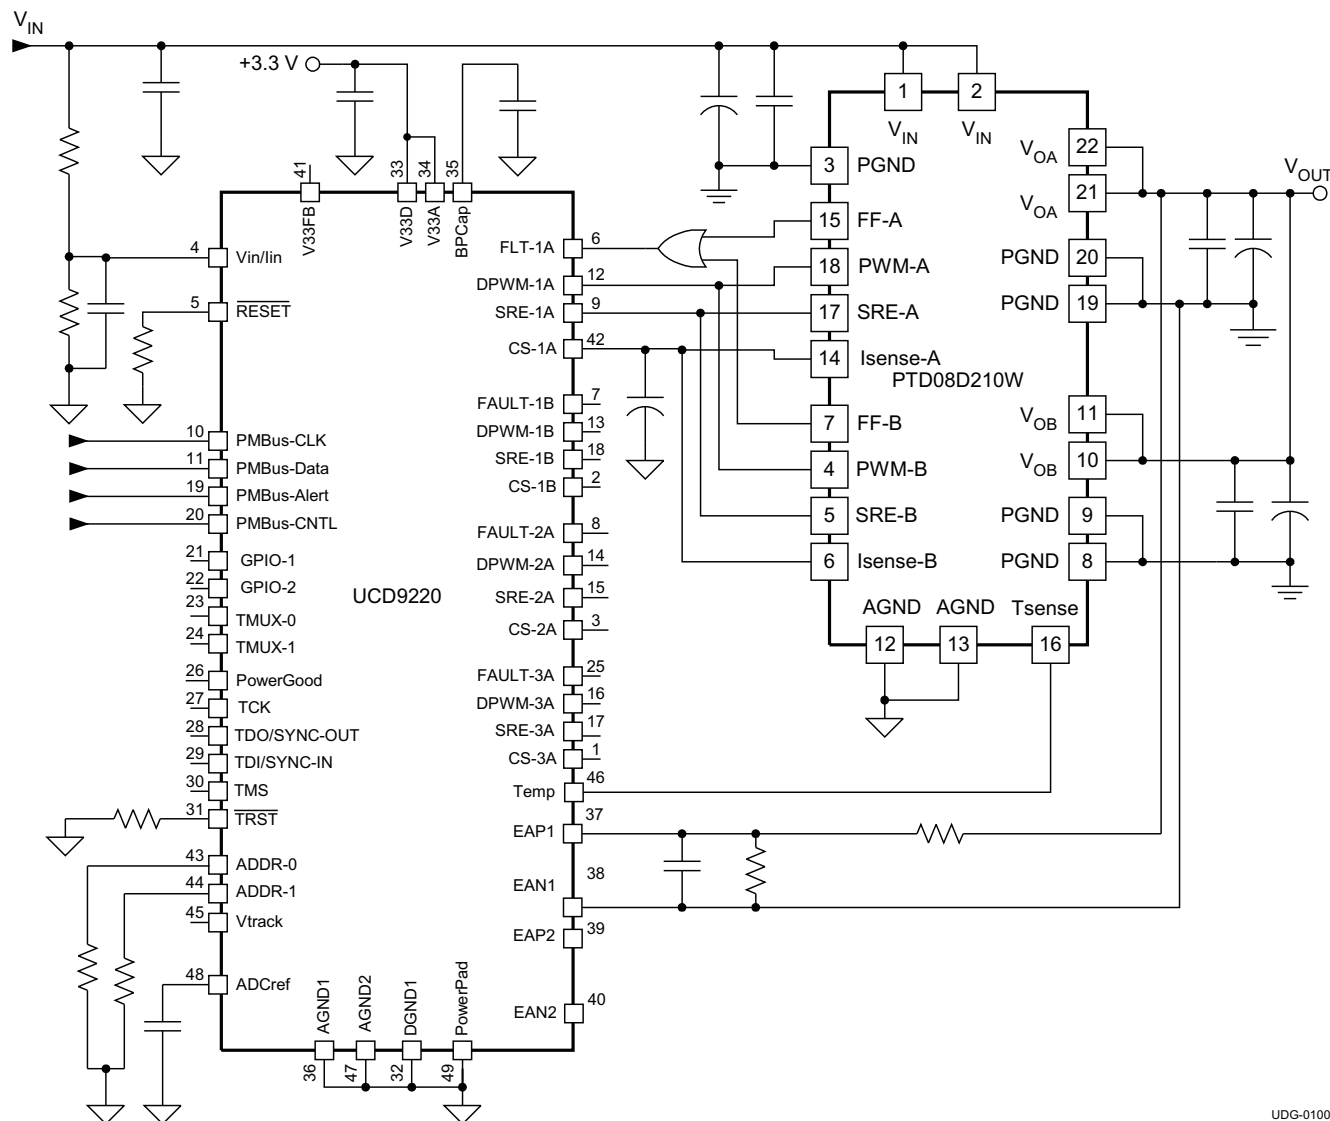 VIN
+3.3 V
41
33
34
35
V33FB
V33D
V33A
BPCap
4
Vin/Iin
5
RESET
10
PMBus-CLK
11
PMBus-Data
19
PMBus-Alert
20
PMBus-CNTL
21
GPIO-1
22
GPIO-2
23
TMUX-0
24
TMUX-1
26
PowerGood
27
TCK
28
TDO/SYNC-OUT
29
TDI/SYNC-IN
30
TMS
31
TRST
43
ADDR-0
44
ADDR-1
45
Vtrack
48
ADCref
UCD9220
AGND1
AGND2
DGND1
PowerPad
36
47
32
49
FLT-1A
6
DPWM-1A
12
SRE-1A
9
CS-1A
42
FAULT-1B
7
DPWM-1B
13
SRE-1B
18
CS-1B
2
FAULT-2A
8
DPWM-2A
14
SRE-2A
15
CS-2A
3
FAULT-3A
25
DPWM-3A
16
SRE-3A
17
CS-3A
1
Temp
46
EAP1
37
EAN1
38
EAP2
39
EAN2
40
1
2
VIN
VIN
3
PGND
15
FF-A
18
PWM-A
17
SRE-A
14
Isense-A
PTD08D210W
7
FF-B
4
PWM-B
5
SRE-B
6
Isense-B
AGND
AGND
Tsense
12
13
16
VOA
22
VOA
21
PGND
20
PGND
19
VOB
11
VOB
10
PGND
9
PGND
8
VOUT
UDG-0100